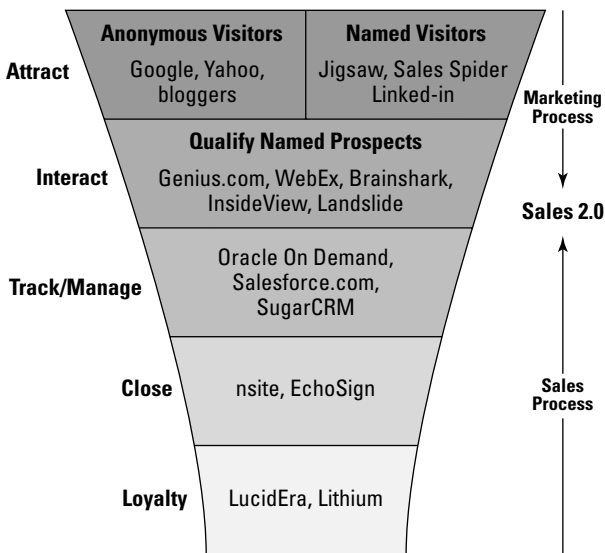 Anonymous Visitors
Google, Yahoo,
bloggers
Named Visitors
Jigsaw, Sales Spider
Linked-in
Attract
Qualify Named Prospects
Genius.com, WebEx, Brainshark,
InsideView, Landslide
Interact
Oracle On Demand,
Salesforce.com,
SugarCRM
Track/Manage
Close
nsite, EchoSign
Loyalty
LucidEra, Lithium
Marketing
Process
Sales 2.0
Sales
Process